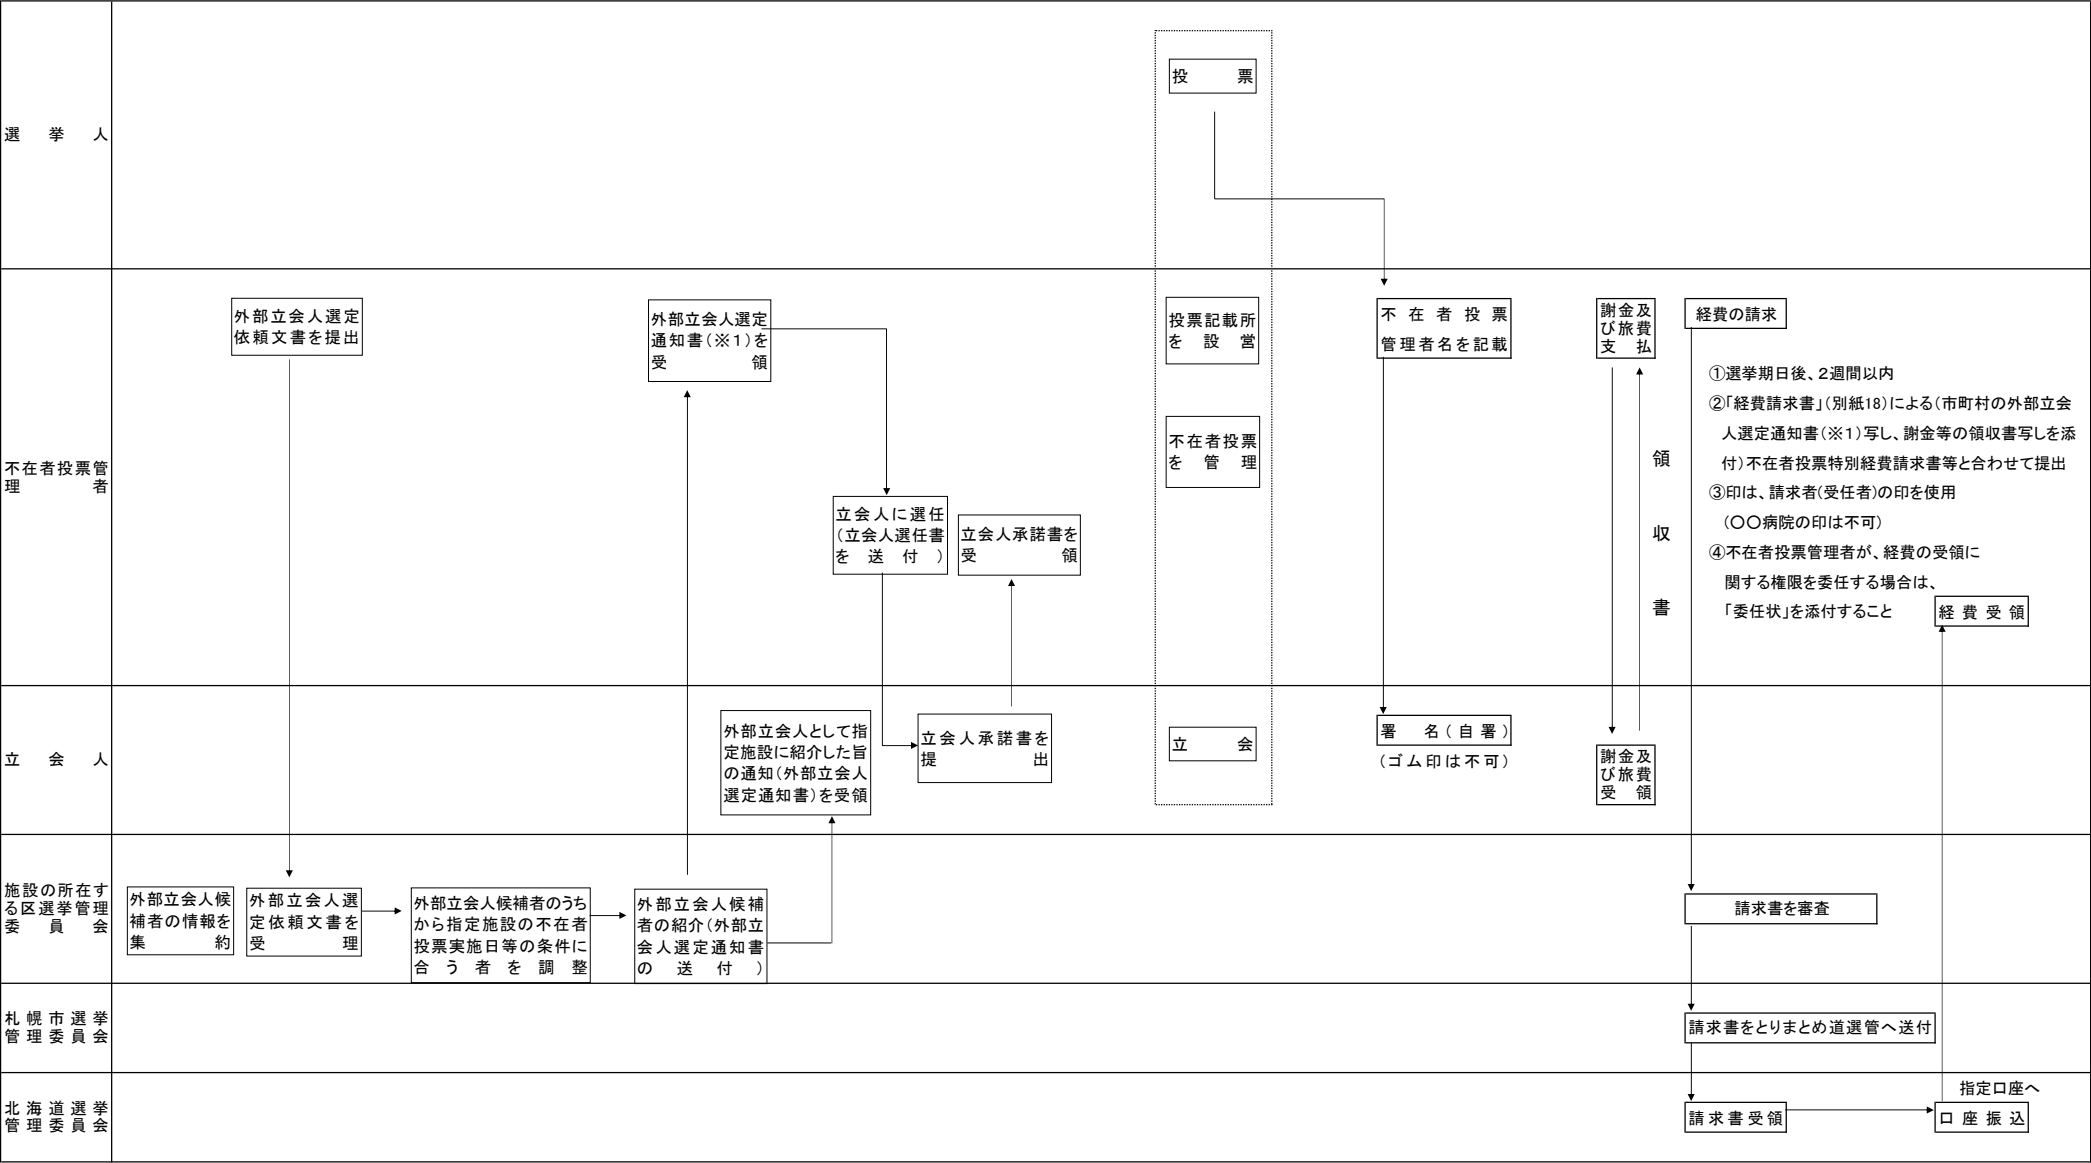 選挙人
投票
不在者投票管
理者
外部立会人選定
依頼文書を提出
外部立会人選定
通知書(※1)を
受領
立会人に選任
(立会人選任書
を送付)
立会人承諾書を
受領
投票記載所
を設営
不在者投票
を管理
不在者投票
管理者名を記載
謝金及
び旅費
支払
領
収
書
経費の請求
①選挙期日後、2週間以内
②「経費請求書」(別紙18)による(市町村の外部立会
人選定通知書(※1)写し、謝金等の領収書写しを添
付)不在者投票特別経費請求書等と合わせて提出
③印は、請求者(受任者)の印を使用
(〇〇病院の印は不可)
④不在者投票管理者が、経費の受領に
関する権限を委任する場合は、
「委任状」を添付すること
経費受領
立会人
外部立会人として指
定施設に紹介した旨
の通知(外部立会人
選定通知書)を受領
立会人承諾書を
提出
立会
署名(自署)
(ゴム印は不可)
謝金及
び旅費
受領
施設の所在す
る区選挙管理
委員会
外部立会人候
補者の情報を
集約
外部立会人選
定依頼文書を
受理
外部立会人候補者のうち
から指定施設の不在者
投票実施日等の条件に
合う者を調整
外部立会人候補
者の紹介(外部立
会人選定通知書
の送付)
請求書を審査
札幌市選挙
管理委員会
請求書をとりまとめ道選管へ送付
北海道選挙
管理委員会
請求書受領
指定口座へ
口座振込